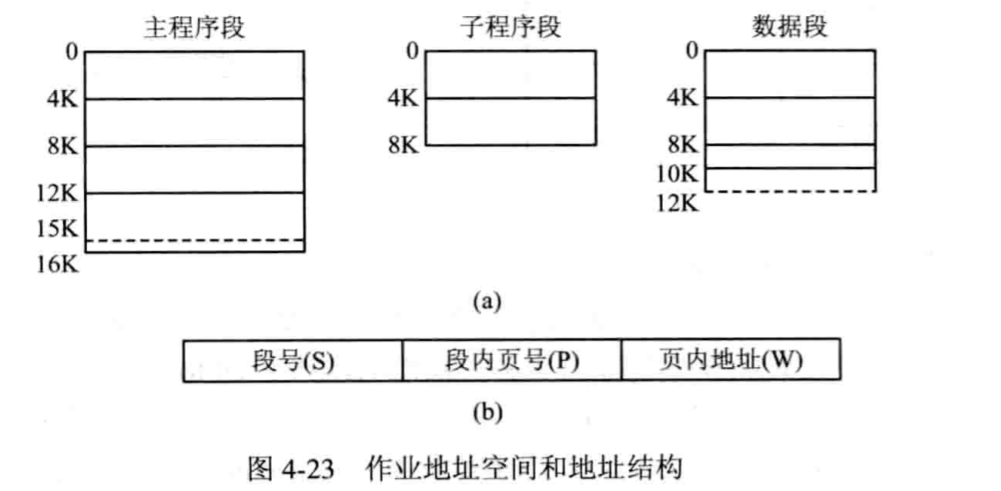 主程序段
0
4K
8K
12K
15K
16K
子程序段
0
4K
8K
数据段
0
4K
8K
10K
12K
(a)
段号(S) 段内页号(P) 页内地址(W)
(b)
图 4-23 作业地址空间和地址结构